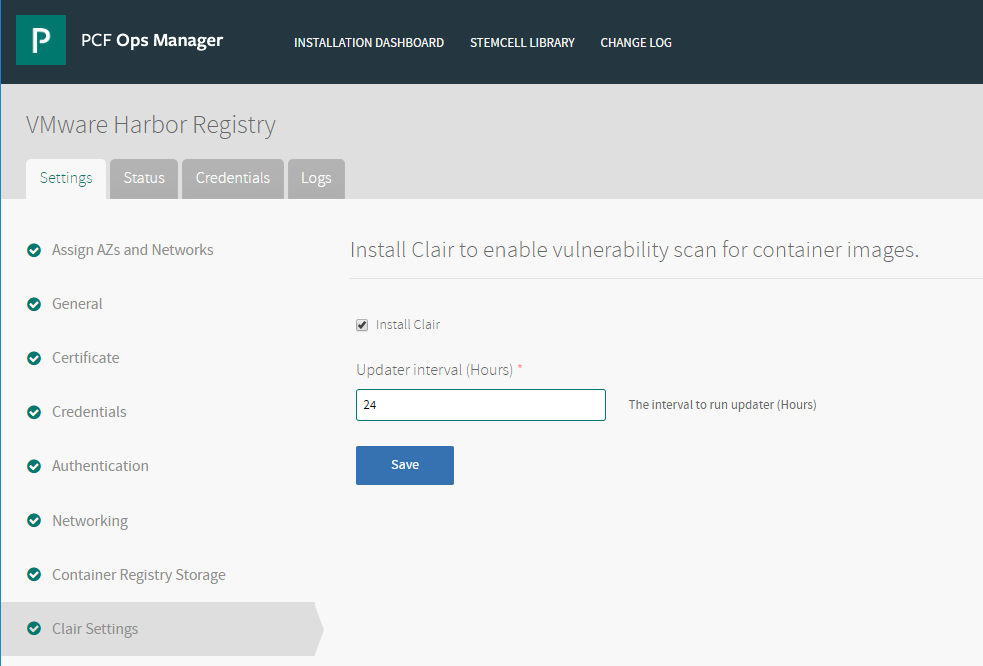 P
PCF Ops Manager
INSTALLATION DASHBOARD
STEMCELL LIBRARY
CHANGE LOG
VMware Harbor Registry
Settings
Status
Credentials
Logs
Assign AZs and Networks
General
Certificate
Credentials
Authentication
Networking
Container Registry Storage
Clair Settings
Install Clair to enable vulnerability scan for container images.
Install Clair
Updater interval (Hours) *
24
The interval to run updater (Hours)
Save